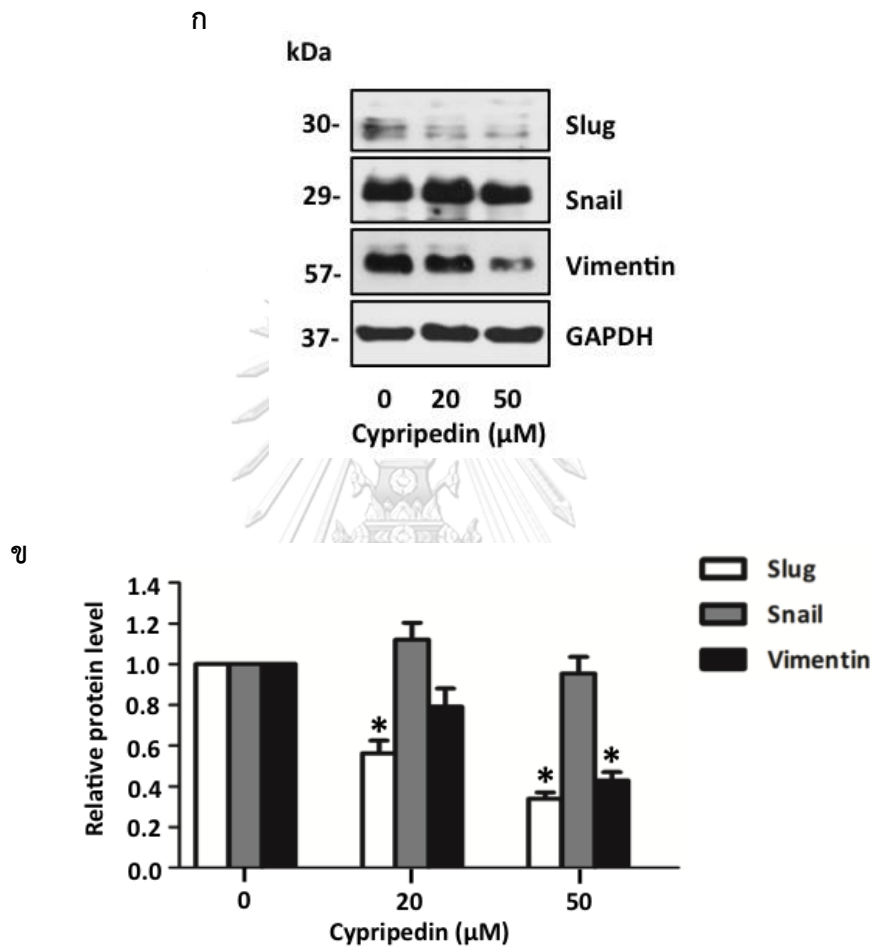 ก
kDa
30- Slug
29- Snail
57- Vimentin
37- GAPDH
0 20 50
Cypripedin (µM)
ข
Slug
Snail
Vimentin
Relative protein level
1.4
1.2
1.0
0.8
0.6
0.4
0.2
0.0
*
*
*
0 20 50
Cypripedin (µM)